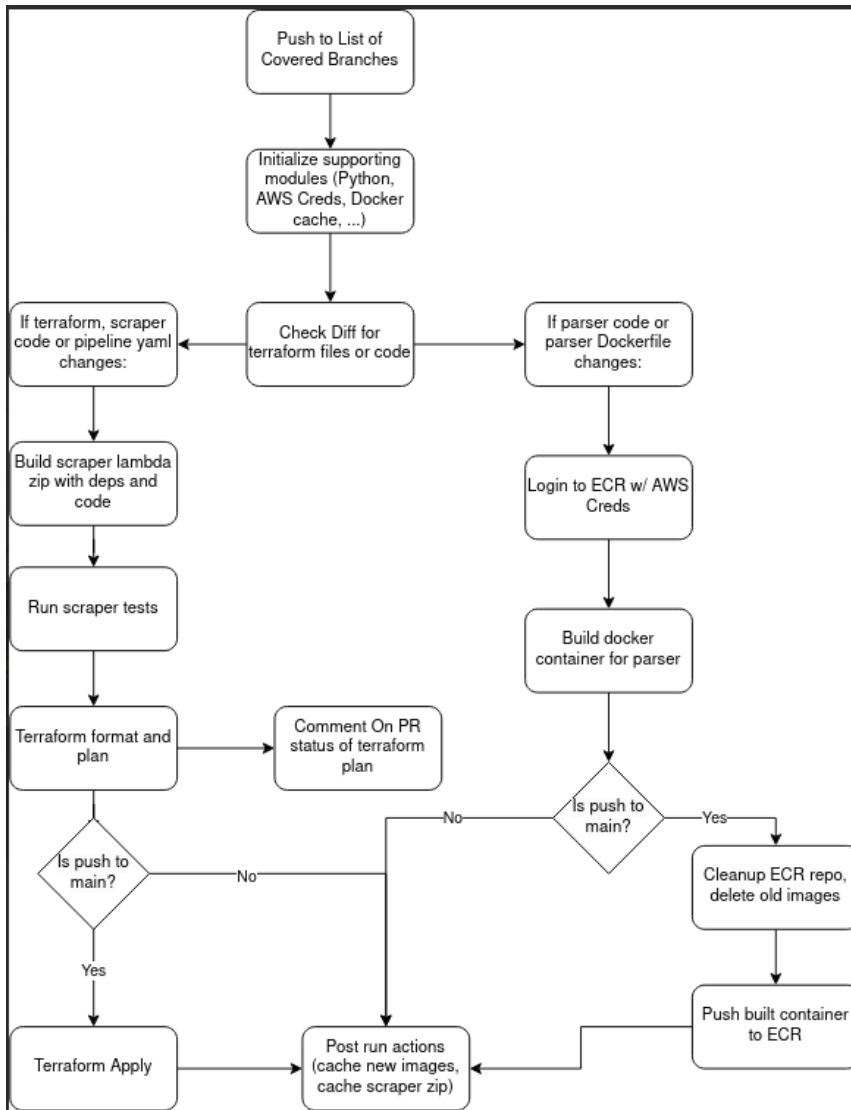 Push to List of
Covered Branches
Initialize supporting
modules (Python,
AWS Creds, Docker
cache, ...)
If terraform, scraper
code or pipeline yaml
changes:
Check Diff for
terraform files or code
If parser code or
parser Dockerfile
changes:
Build scraper lambda
zip with deps and
code
Login to ECR w/ AWS
Creds
Run scraper tests
Build docker
container for parser
Terraform format and
plan
Comment On PR
status of terraform
plan
Is push to
main?
No
Yes
Is push to
main?
No
Cleanup ECR repo,
delete old images
Yes
Push built container
to ECR
Terraform Apply
Post run actions
(cache new images,
cache scraper zip)